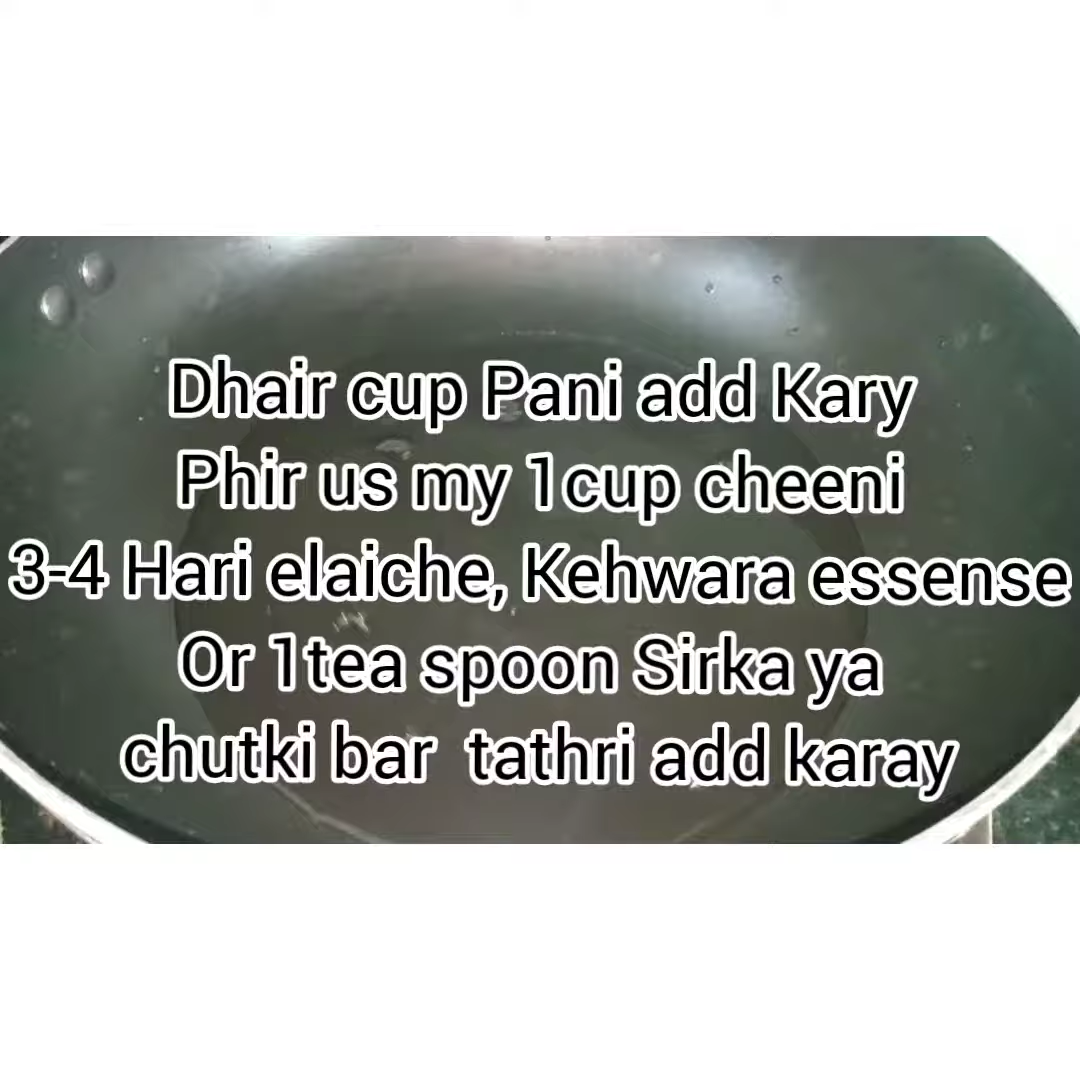 Dhair cup Pani add Kary
Phir us my 1cup cheeni
3-4 Hari elaiche, Kehwara essense
Or 1tea spoon Sirka ya
chutki bar tathri add karay